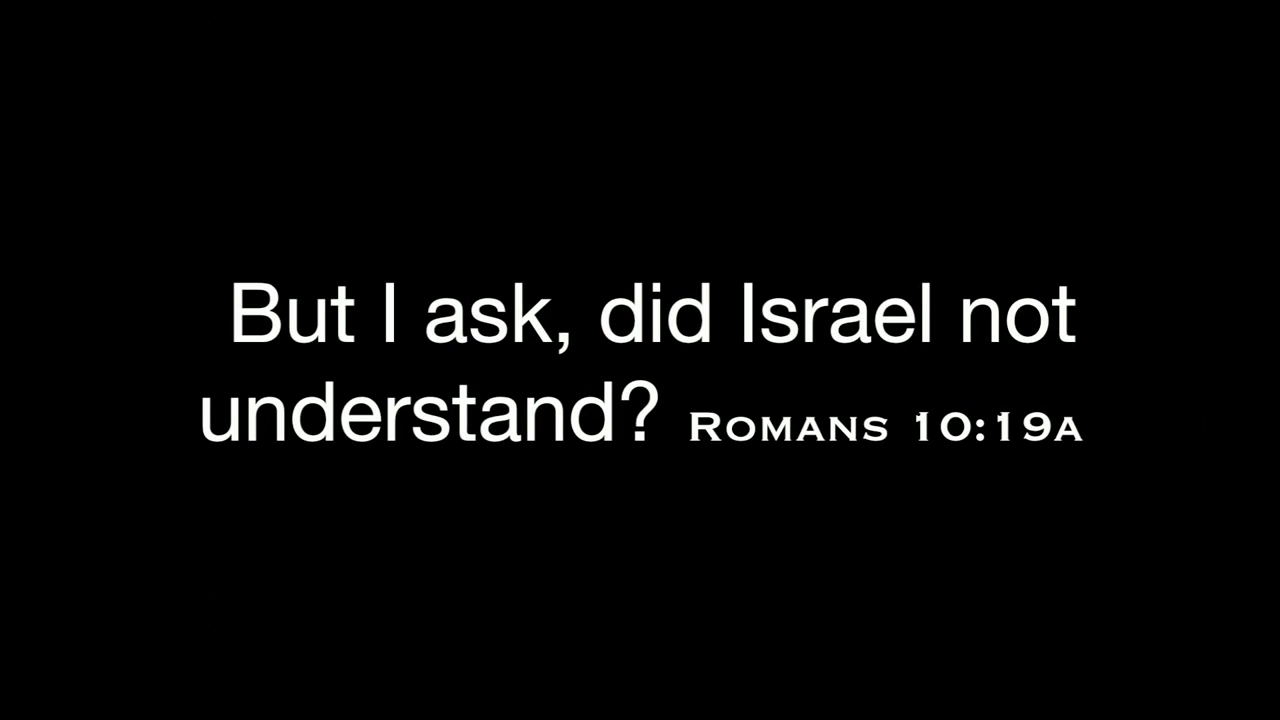 But I ask, did Israel not
understand? Romans 10:19a